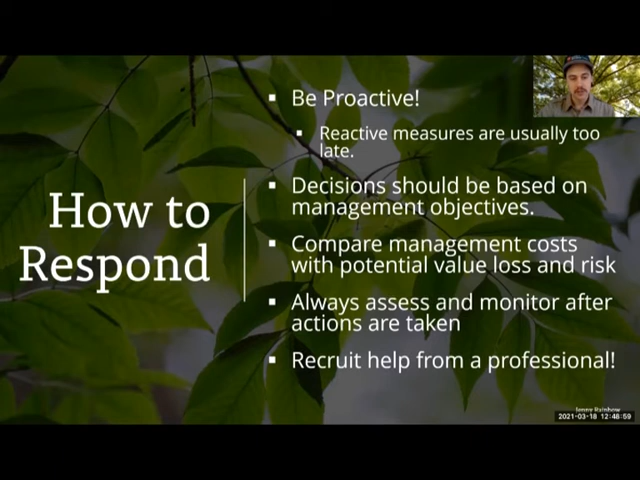 How to
Respond
▪ Be Proactive!
▪ Reactive measures are usually too
late.
▪ Decisions should be based on
management objectives.
▪ Compare management costs
with potential value loss and risk
▪ Always assess and monitor after
actions are taken
▪ Recruit help from a professional!
Jenny Rainbow
2021-03-18 12:48:59